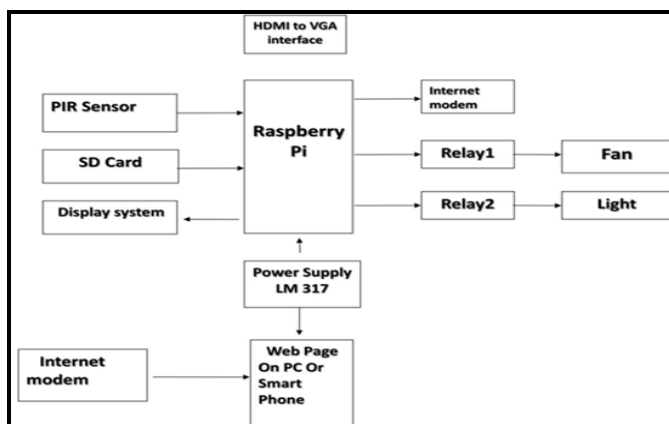 HDMI to VGA
interface
PIR Sensor
Raspberry
Pi
Internet
modem
SD Card
Relay1
Fan
Display system
Relay2
Light
Power Supply
LM 317
Internet
modem
Web Page
On PC Or
Smart
Phone